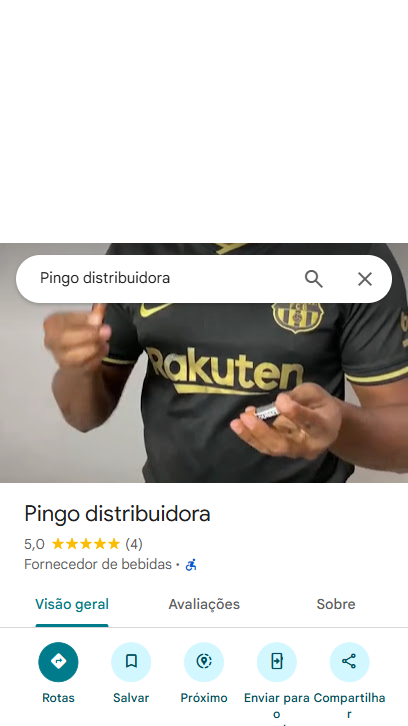 Pingo distribuidora
Rakuten
Pingo distribuidora
5,0 (4)
Fornecedor de bebidas ·
Visão geral Avaliações Sobre
Rotas Salvar Próximo Enviar para o Compartilhar